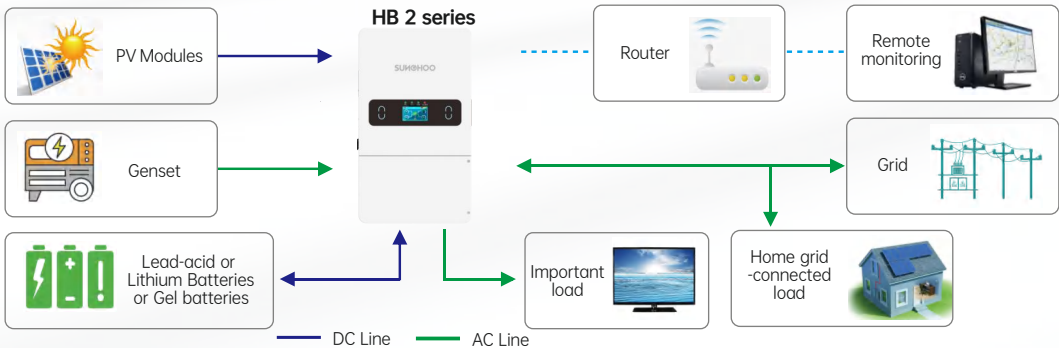 HB 2 series
PV Modules
Router
Remote
monitoring
SUMOHOO
Genset
Grid
Lead-acid or
Lithium Batteries
or Gel batteries
Important
load
Home grid
-connected
load
DC Line
AC Line